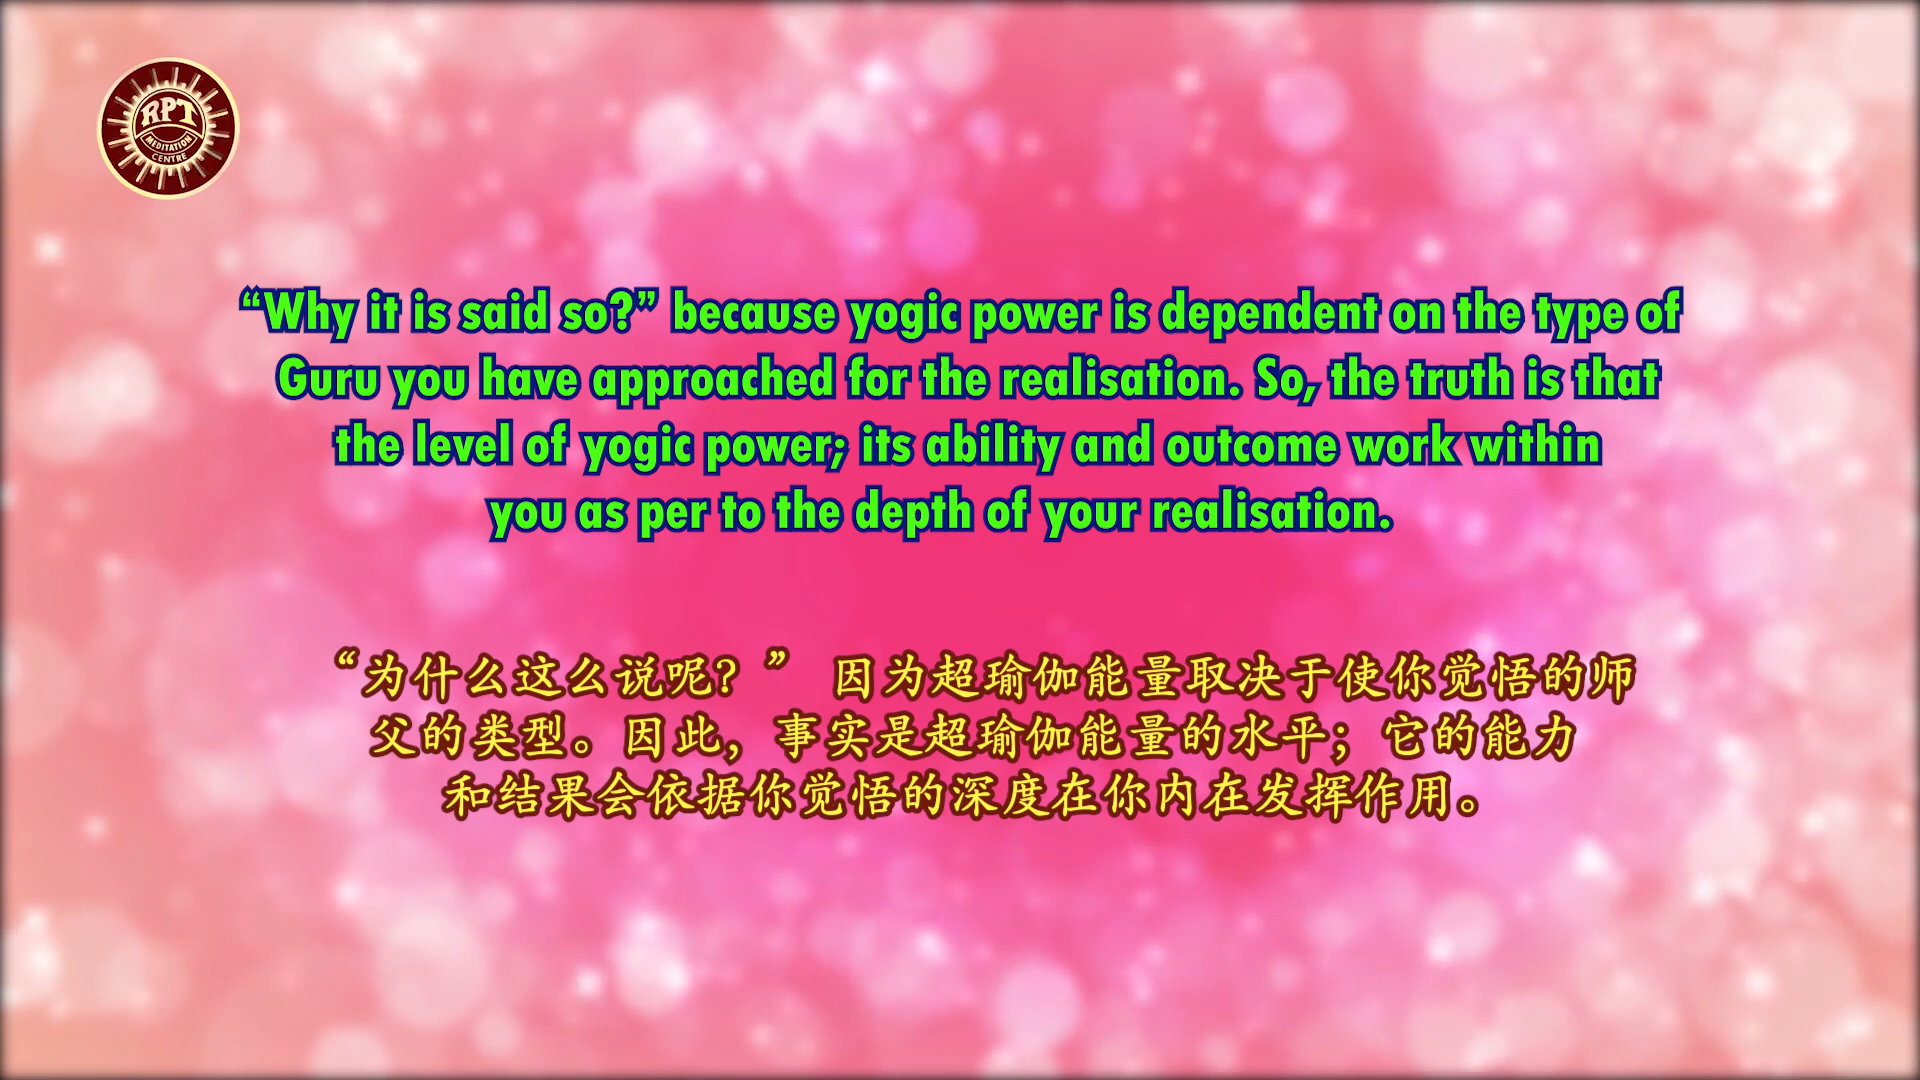 RPT
MEDITATION
CENTRE
“Why it is said so?” because yogic power is dependent on the type of
Guru you have approached for the realisation. So, the truth is that
the level of yogic power; its ability and outcome work within
you as per to the depth of your realisation.
“为什么这么说呢？” 因为超瑜伽能量取决于使你觉悟的师
父的类型。因此，事实是超瑜伽能量的水平；它的能力
和结果会依据你觉悟的深度在你内在发挥作用。